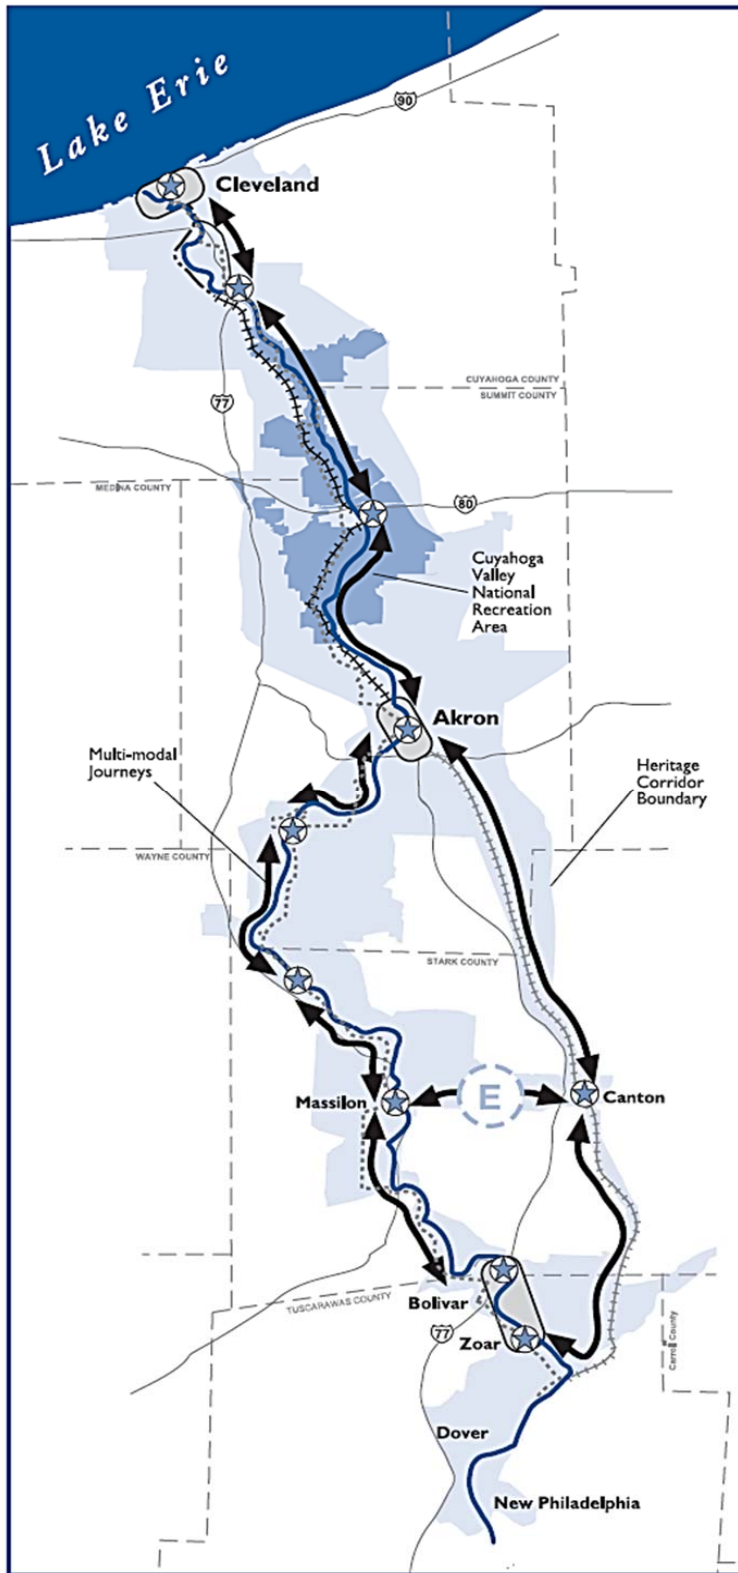 Lake Erie
90
Cleveland
CUYAHOGA COUNTY
SUMMIT COUNTY
77
MEDINA COUNTY
80
Cuyahoga
Valley
National
Recreation
Area
Akron
Multi-modal
Journeys
Heritage
Corridor
Boundary
WAYNE COUNTY
STARK COUNTY
E
Massilon
Canton
Bolivar
TUSCARAWAS COUNTY
77
Zoar
Carroll County
Dover
New Philadelphia